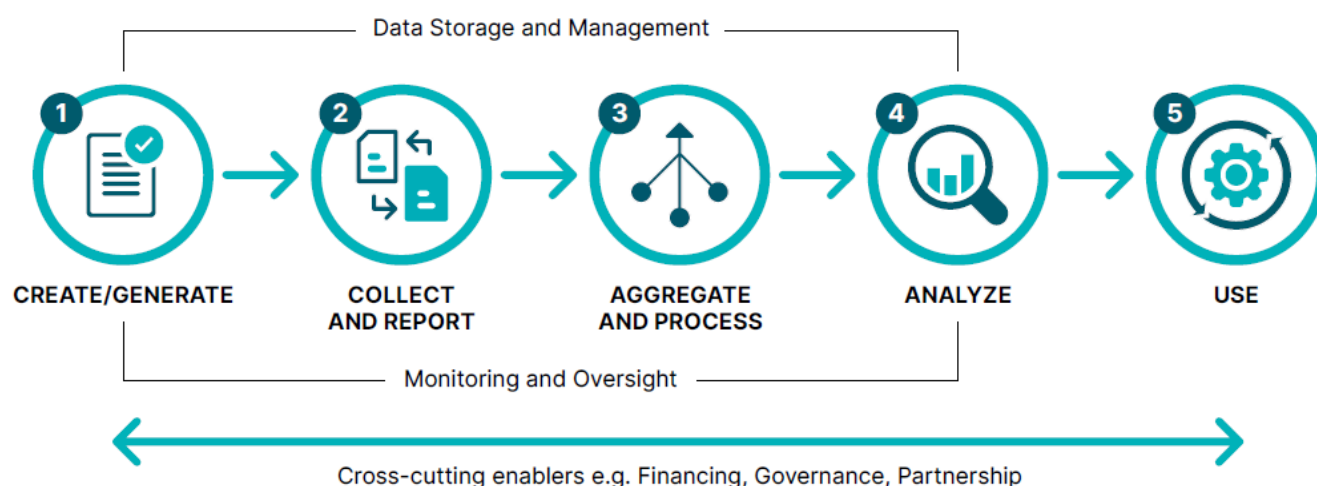 Data Storage and Management
1
2
3
4
5
CREATE/GENERATE
COLLECT
AND REPORT
AGGREGATE
AND PROCESS
ANALYZE
USE
Monitoring and Oversight
Cross-cutting enablers e.g. Financing, Governance, Partnership